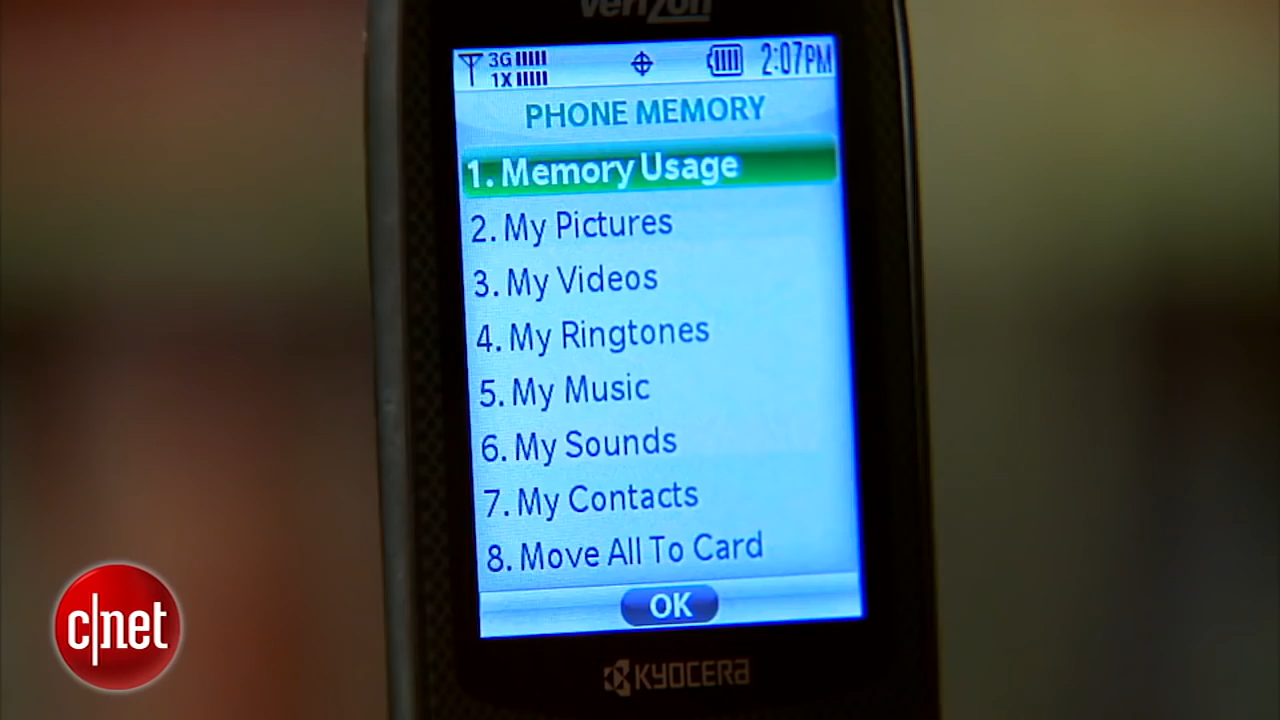 verizon
3G
1X
2:07PM
PHONE MEMORY
1. Memory Usage
2. My Pictures
3. My Videos
4. My Ringtones
5. My Music
6. My Sounds
7. My Contacts
8. Move All To Card
OK
KYOCERA
c|net